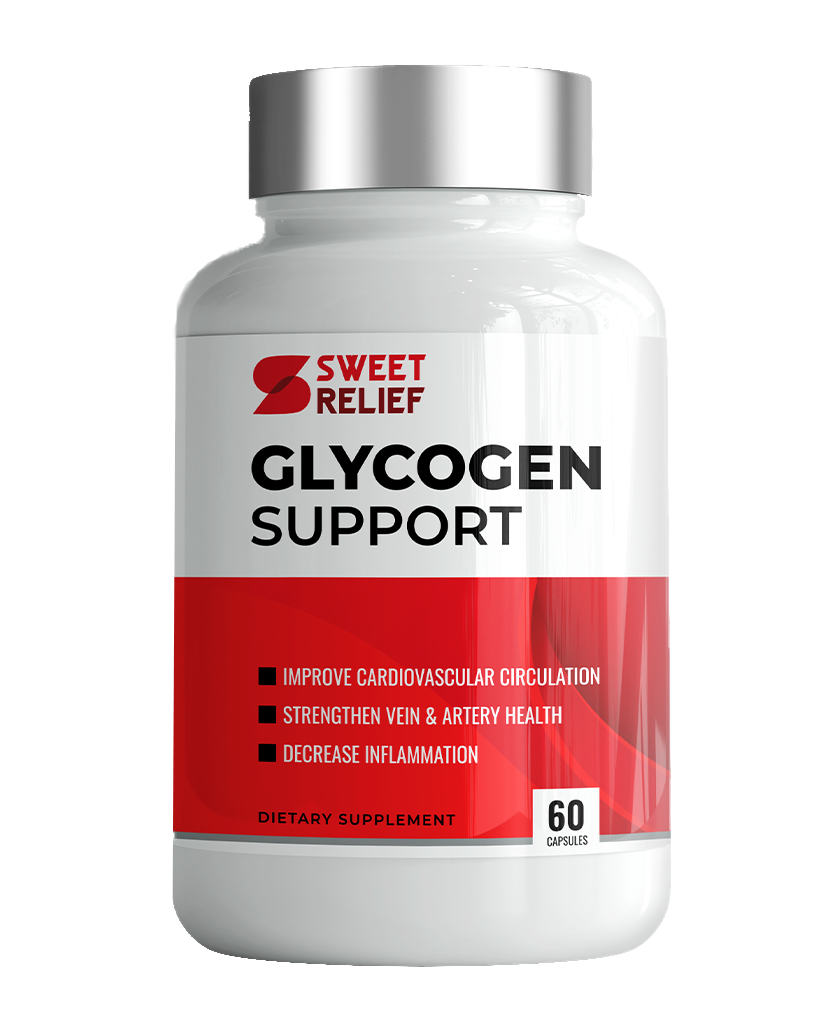 SWEET
RELIEF
GLYCOGEN
SUPPORT
IMPROVE CARDIOVASCULAR CIRCULATION
STRENGTHEN VEIN & ARTERY HEALTH
DECREASE INFLAMMATION
DIETARY SUPPLEMENT
60
CAPSULES